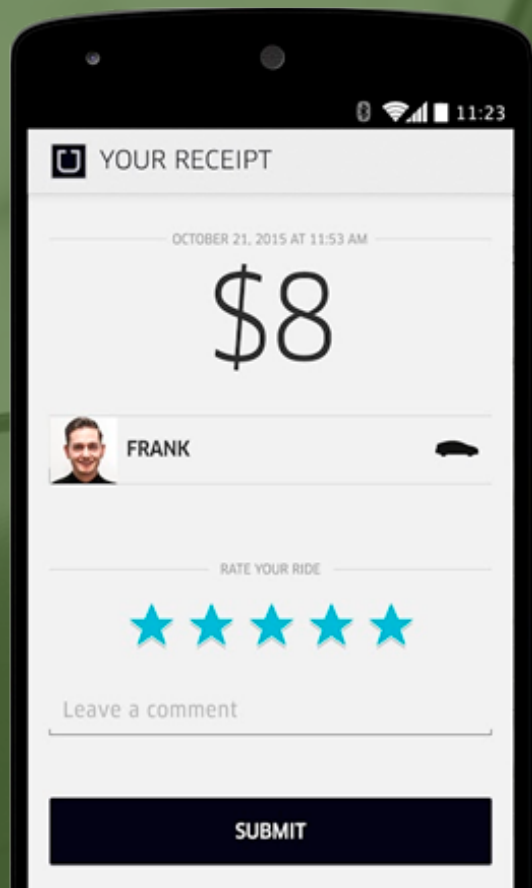 11:23
YOUR RECEIPT
OCTOBER 21, 2015 AT 11:53 AM
$8
FRANK
RATE YOUR RIDE
Leave a comment
SUBMIT